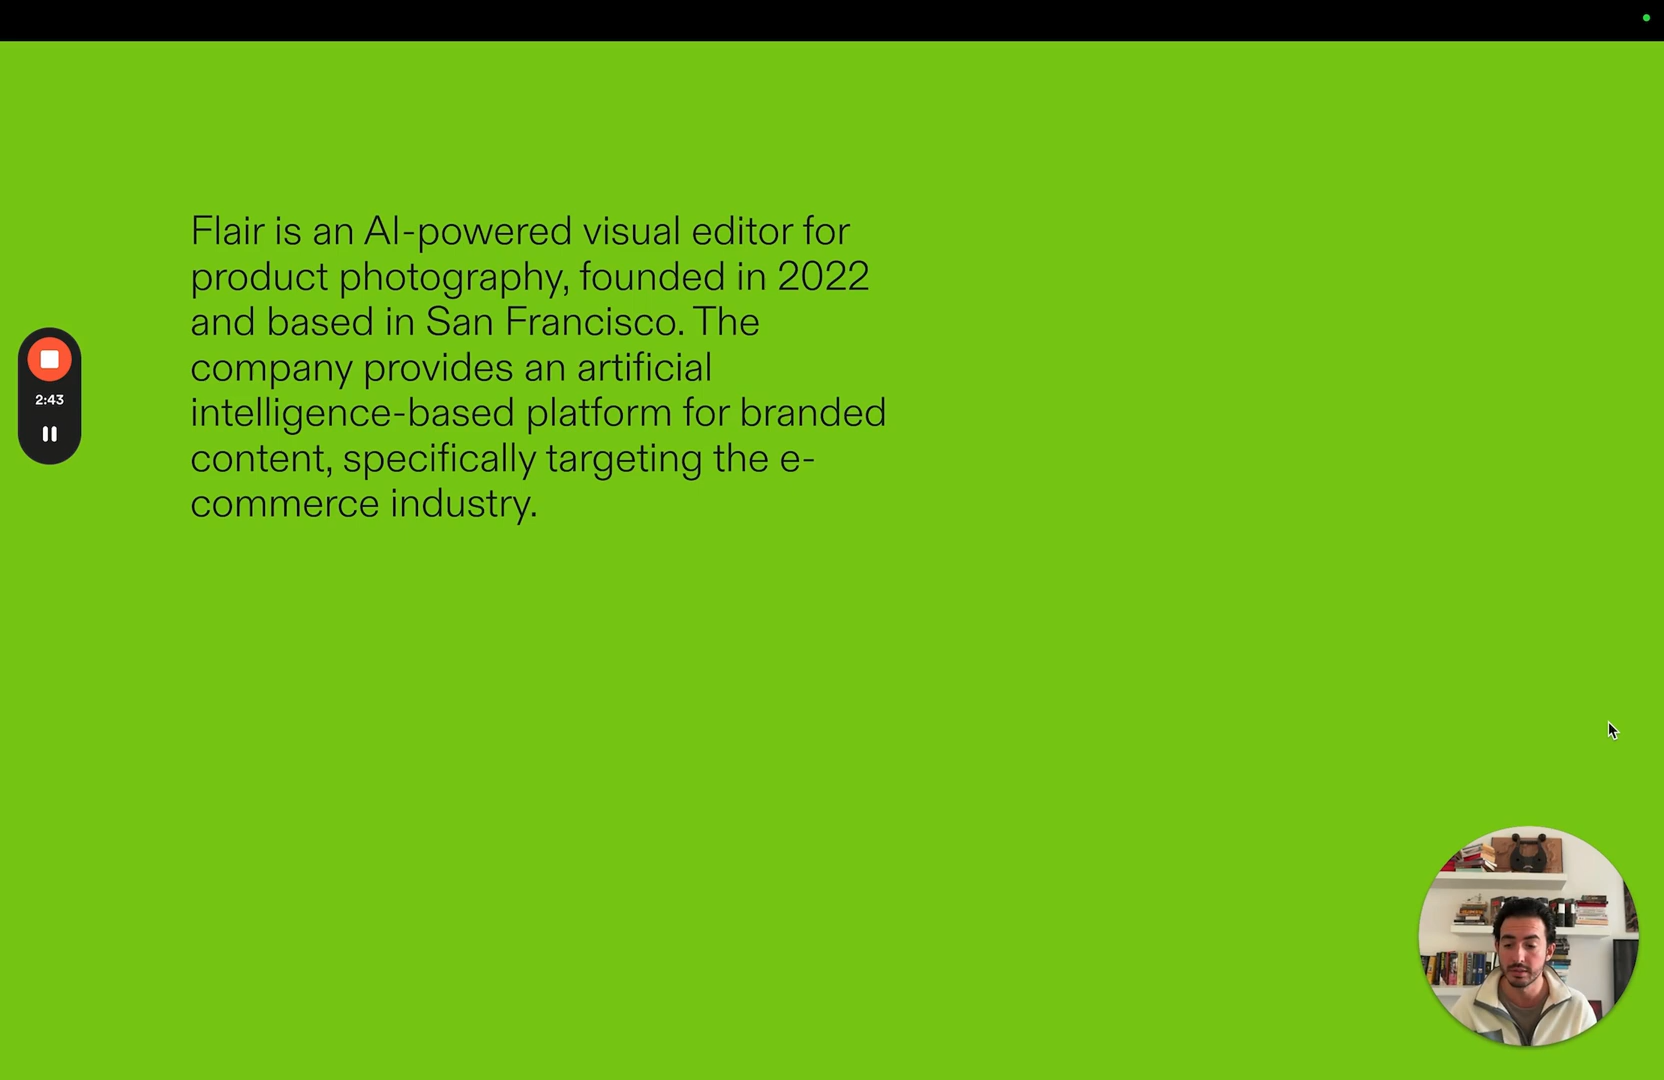 Flair is an AI-powered visual editor for
product photography, founded in 2022
and based in San Francisco. The
company provides an artificial
intelligence-based platform for branded
content, specifically targeting the e-
commerce industry.
2:43